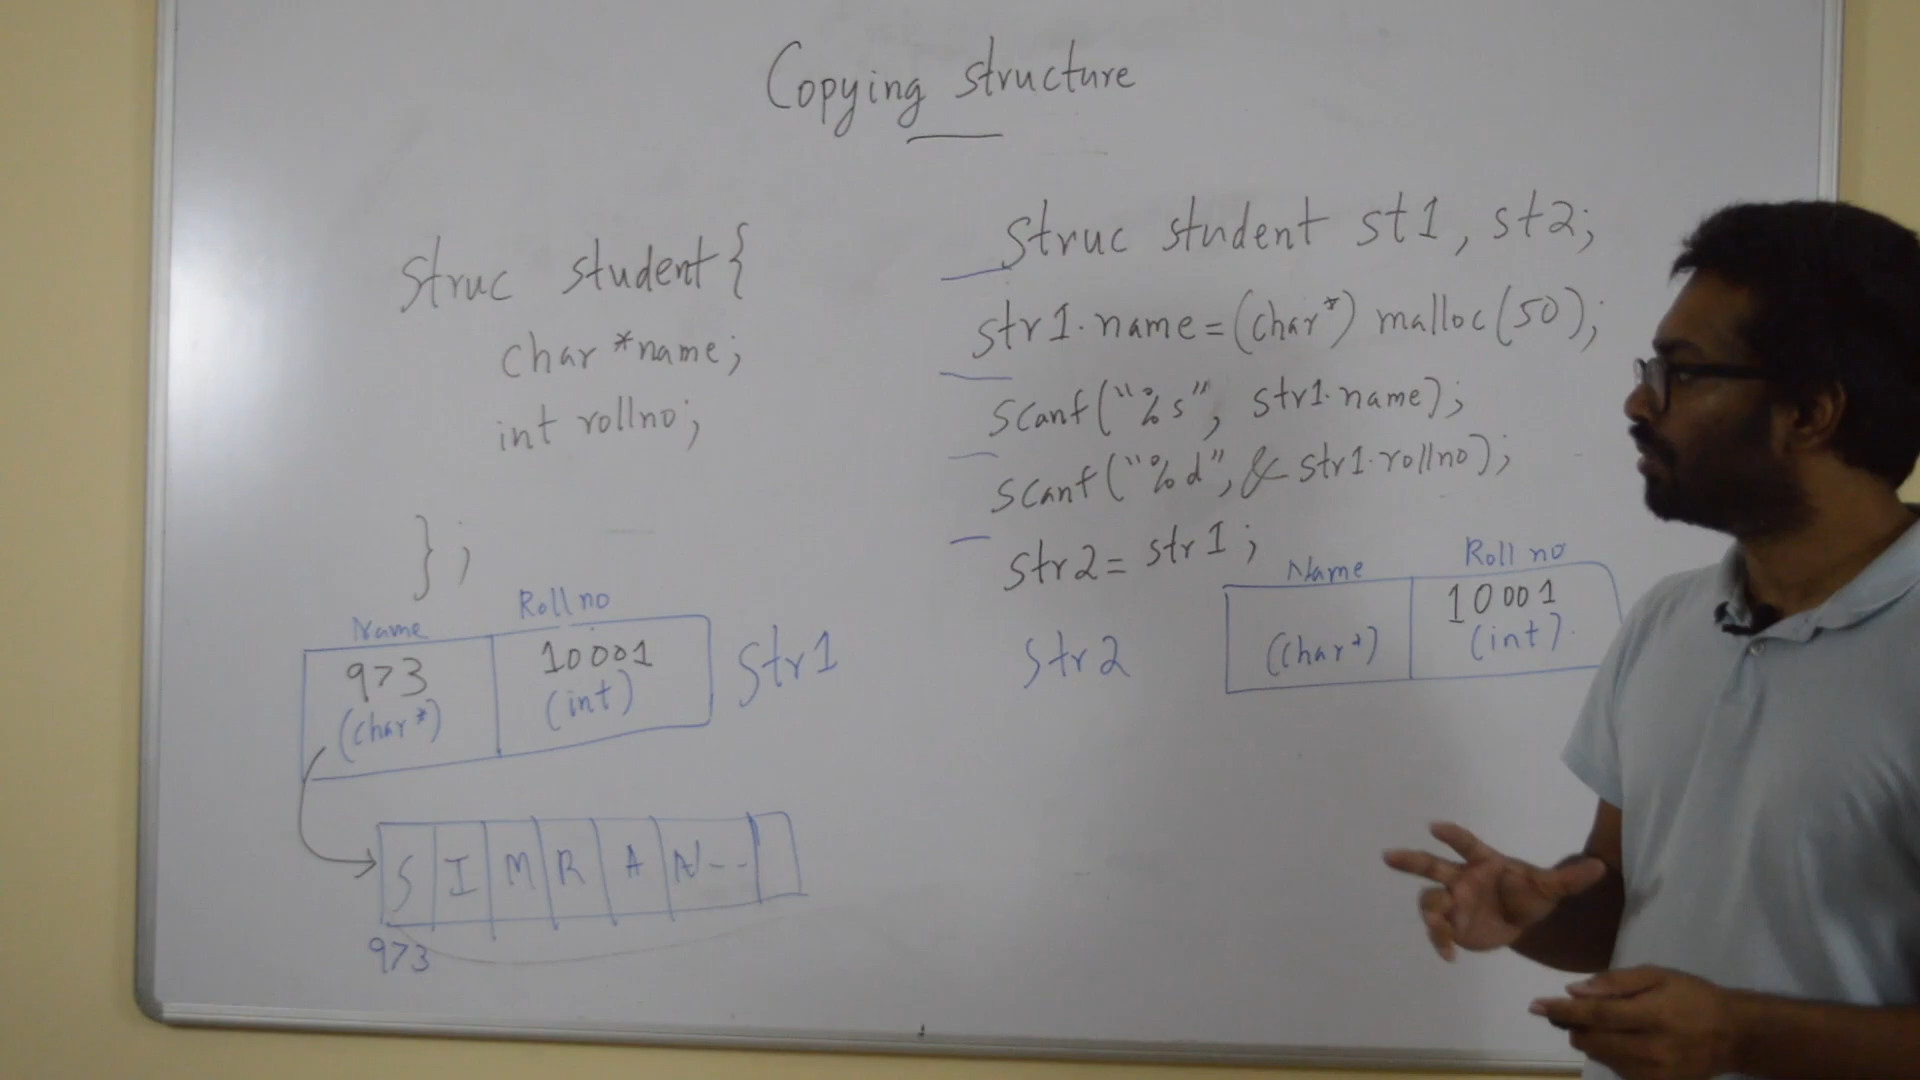 Copying structure
Struc student{
char *name;
int rollno;
};
Struc student st1, st2;
str1.name=(char*) malloc(50);
scanf("%s", str1.name);
scanf("%d", & str1.rollno);
str2= str1;
Name Roll no
973 10001
(char*) (int)
Str1
S I M R A N--
973
Str2
Name Roll no
10001
(char*) (int)